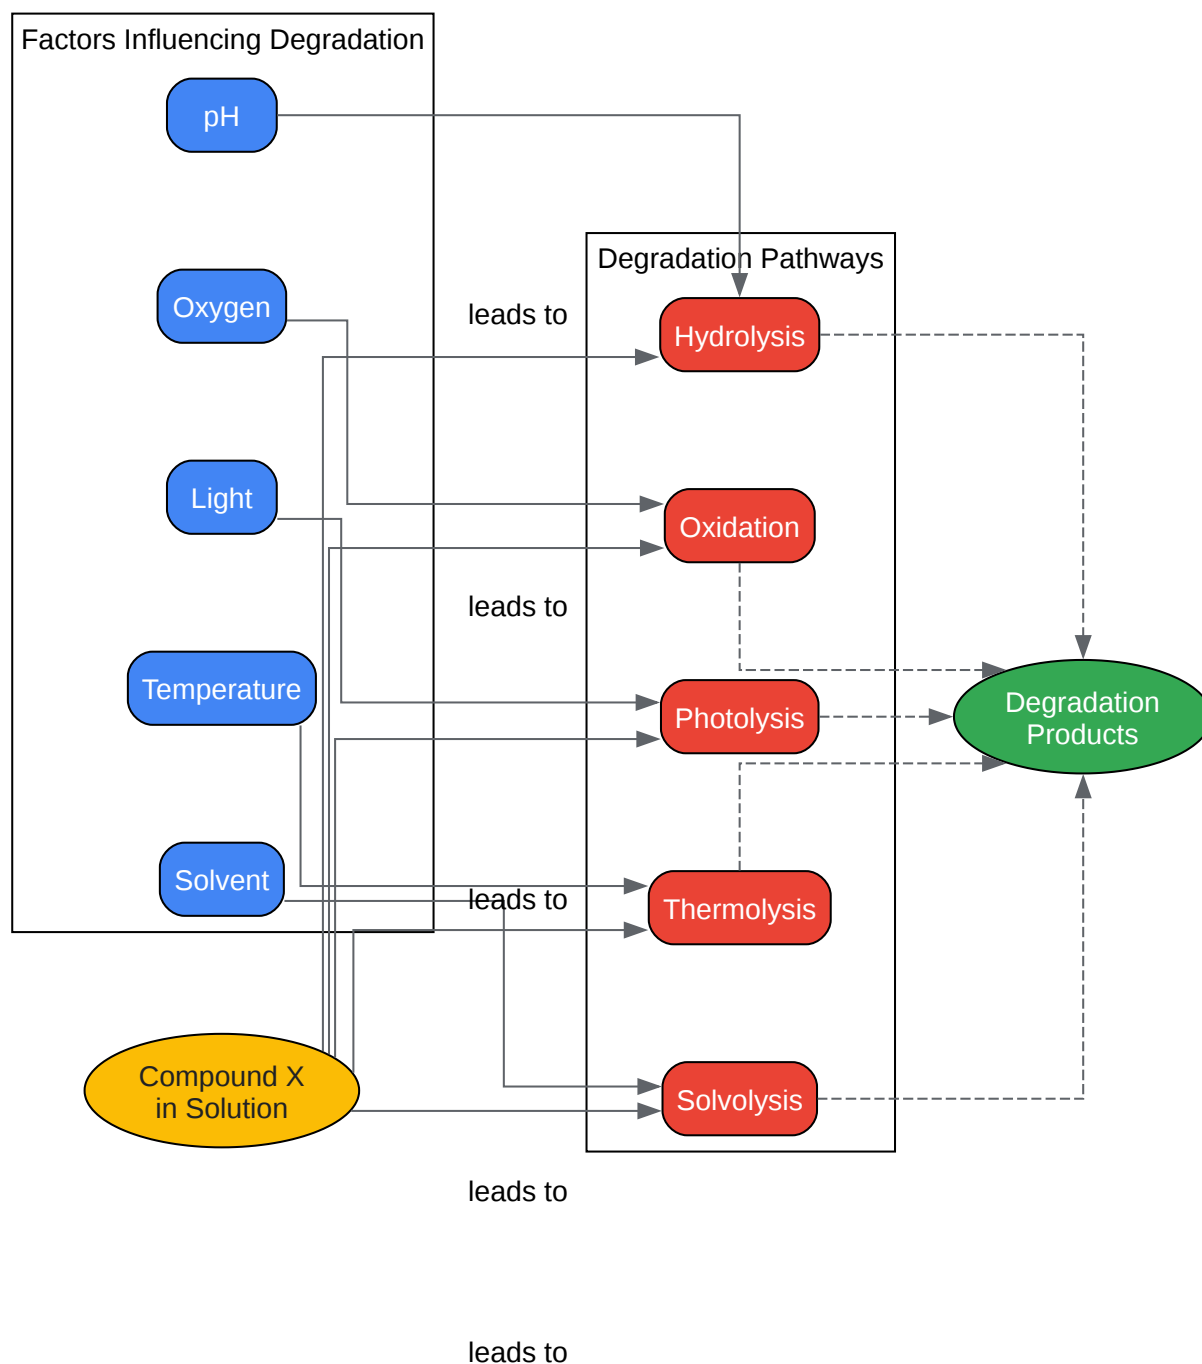 Factors Influencing Degradation
pH
Oxygen
Light
Temperature
Solvent
Compound X
in Solution
leads to
leads to
leads to
leads to
leads to
Degradation Pathways
Hydrolysis
Oxidation
Photolysis
Thermolysis
Solvolysis
Degradation
Products